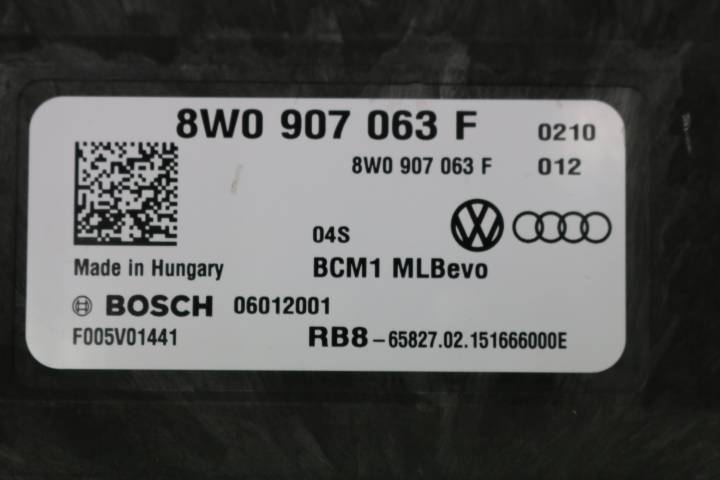 8W0 907 063 F 0210
8W0 907 063 F 012
04S
Made in Hungary BCM1 MLBevo
BOSCH 06012001
F005V01441 RB8-65827.02.151666000E